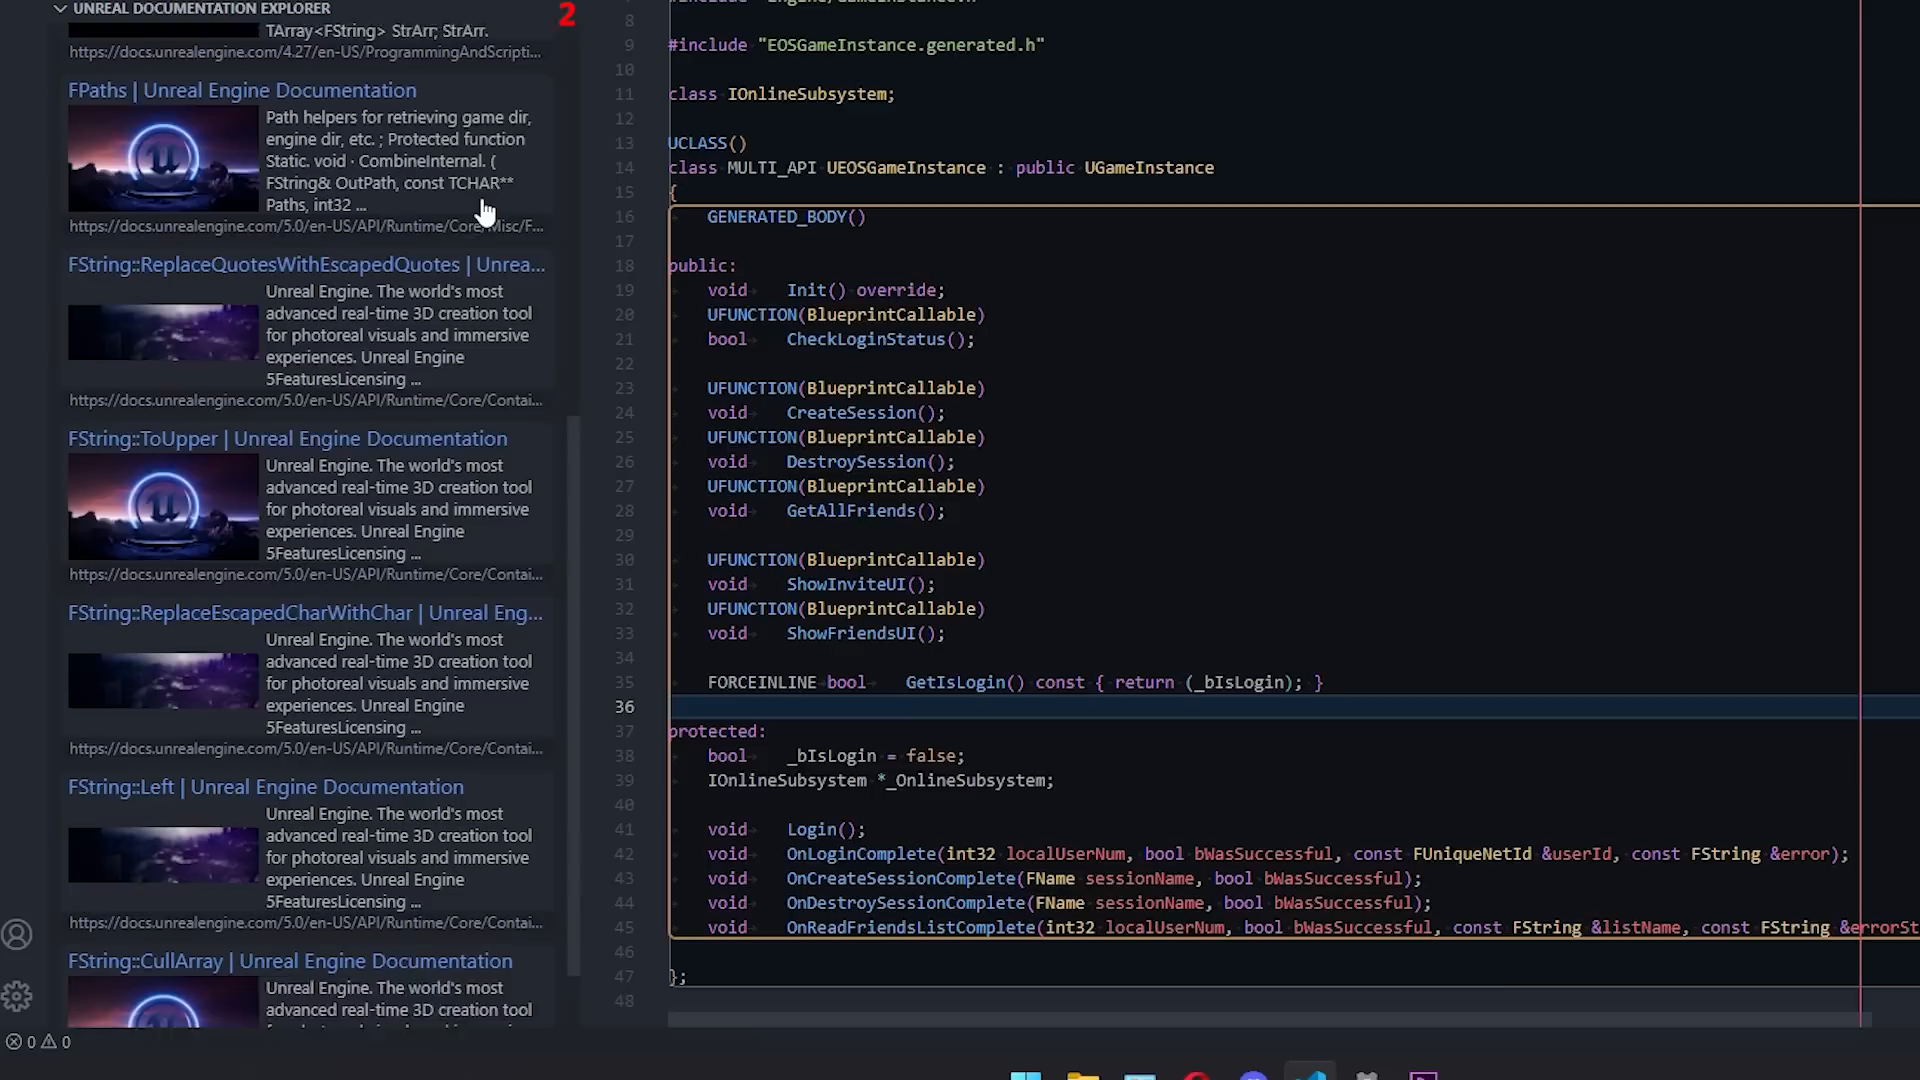 UNREAL DOCUMENTATION EXPLORER
2
TArray<FString> StrArr; StrArr.
https://docs.unrealengine.com/4.27/en-US/ProgrammingAndScripti...
FPaths | Unreal Engine Documentation
Path helpers for retrieving game dir,
engine dir, etc. ; Protected function
Static. void · CombineInternal. (
FString& OutPath, const TCHAR**
Paths, int32 ...
https://docs.unrealengine.com/5.0/en-US/API/Runtime/Core/Misc/F...
FString::ReplaceQuotesWithEscapedQuotes | Unrea...
Unreal Engine. The world's most
advanced real-time 3D creation tool
for photoreal visuals and immersive
experiences. Unreal Engine
5FeaturesLicensing ...
https://docs.unrealengine.com/5.0/en-US/API/Runtime/Core/Contai...
FString::ToUpper | Unreal Engine Documentation
Unreal Engine. The world's most
advanced real-time 3D creation tool
for photoreal visuals and immersive
experiences. Unreal Engine
5FeaturesLicensing ...
https://docs.unrealengine.com/5.0/en-US/API/Runtime/Core/Contai...
FString::ReplaceEscapedCharWithChar | Unreal Eng...
Unreal Engine. The world's most
advanced real-time 3D creation tool
for photoreal visuals and immersive
experiences. Unreal Engine
5FeaturesLicensing ...
https://docs.unrealengine.com/5.0/en-US/API/Runtime/Core/Contai...
FString::Left | Unreal Engine Documentation
Unreal Engine. The world's most
advanced real-time 3D creation tool
for photoreal visuals and immersive
experiences. Unreal Engine
5FeaturesLicensing ...
https://docs.unrealengine.com/5.0/en-US/API/Runtime/Core/Contai...
FString::CullArray | Unreal Engine Documentation
Unreal Engine. The world's most
advanced real-time 3D creation tool
0 0
8
9 #include "EOSGameInstance.generated.h"
10
11 class IOnlineSubsystem;
12
13 UCLASS()
14 class MULTI_API UEOSGameInstance : public UGameInstance
15 {
16 GENERATED_BODY()
17
18 public:
19 void Init() override;
20 UFUNCTION(BlueprintCallable)
21 bool CheckLoginStatus();
22
23 UFUNCTION(BlueprintCallable)
24 void CreateSession();
25 UFUNCTION(BlueprintCallable)
26 void DestroySession();
27 UFUNCTION(BlueprintCallable)
28 void GetAllFriends();
29
30 UFUNCTION(BlueprintCallable)
31 void ShowInviteUI();
32 UFUNCTION(BlueprintCallable)
33 void ShowFriendsUI();
34
35 FORCEINLINE bool GetIsLogin() const { return (_bIsLogin); }
36
37 protected:
38 bool _bIsLogin = false;
39 IOnlineSubsystem *_OnlineSubsystem;
40
41 void Login();
42 void OnLoginComplete(int32 localUserNum, bool bWasSuccessful, const FUniqueNetId &userId, const FString &error);
43 void OnCreateSessionComplete(FName sessionName, bool bWasSuccessful);
44 void OnDestroySessionComplete(FName sessionName, bool bWasSuccessful);
45 void OnReadFriendsListComplete(int32 localUserNum, bool bWasSuccessful, const FString &listName, const FString &errorSt
46
47 };
48